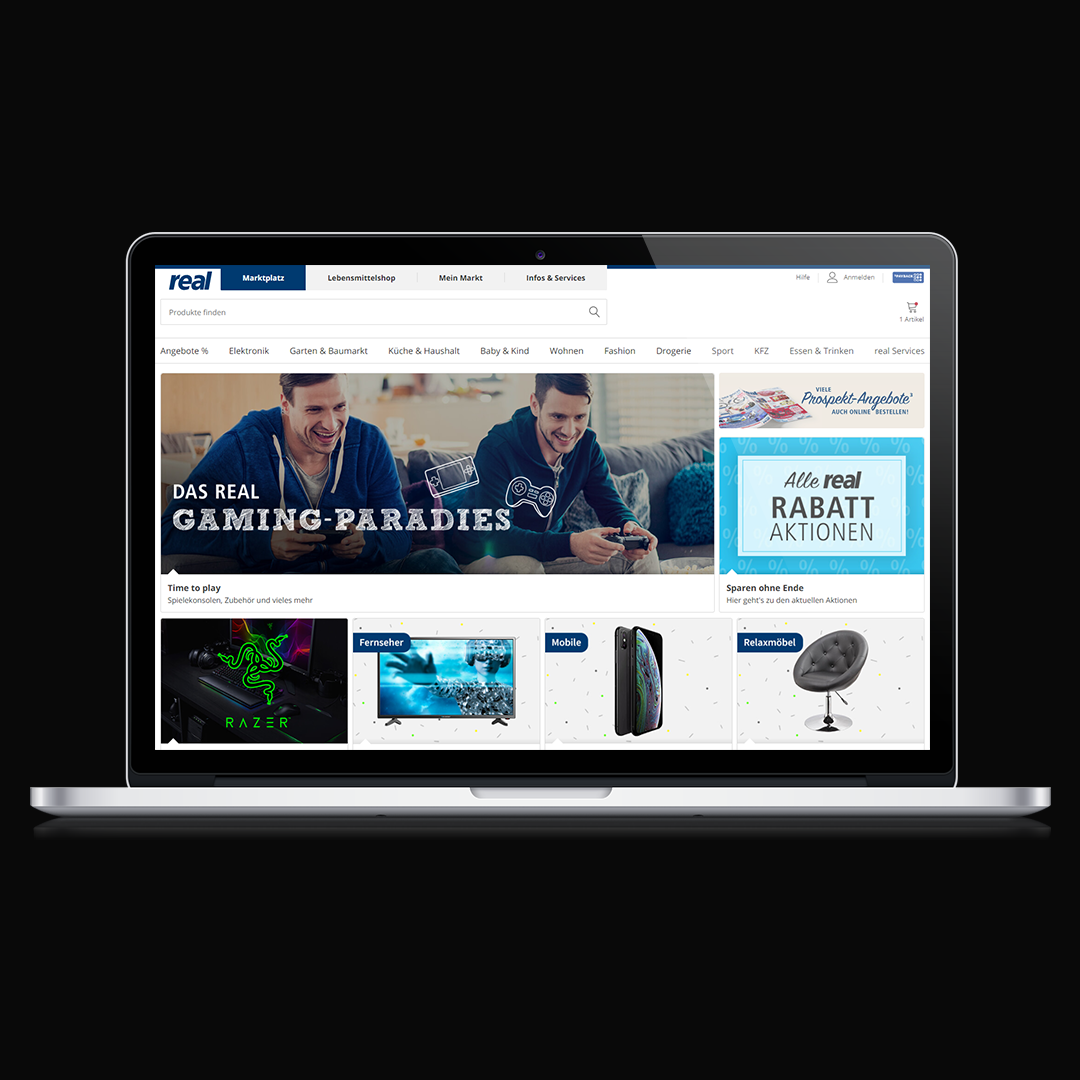 real
Marktplatz
Lebensmittelshop
Mein Markt
Infos & Services
Hilfe
Anmelden
PAYBACK
Produkte finden
1 Artikel
Angebote %
Elektronik
Garten & Baumarkt
Küche & Haushalt
Baby & Kind
Wohnen
Fashion
Drogerie
Sport
KFZ
Essen & Trinken
real Services
DAS REAL
GAMING-PARADIES
Time to play
Spielekonsolen, Zubehör und vieles mehr
VIELE
Prospekt-Angebote³
AUCH ONLINE BESTELLEN!
Alle real
RABATT
AKTIONEN
Sparen ohne Ende
Hier geht's zu den aktuellen Aktionen
RAZER
Fernseher
Mobile
Relaxmöbel